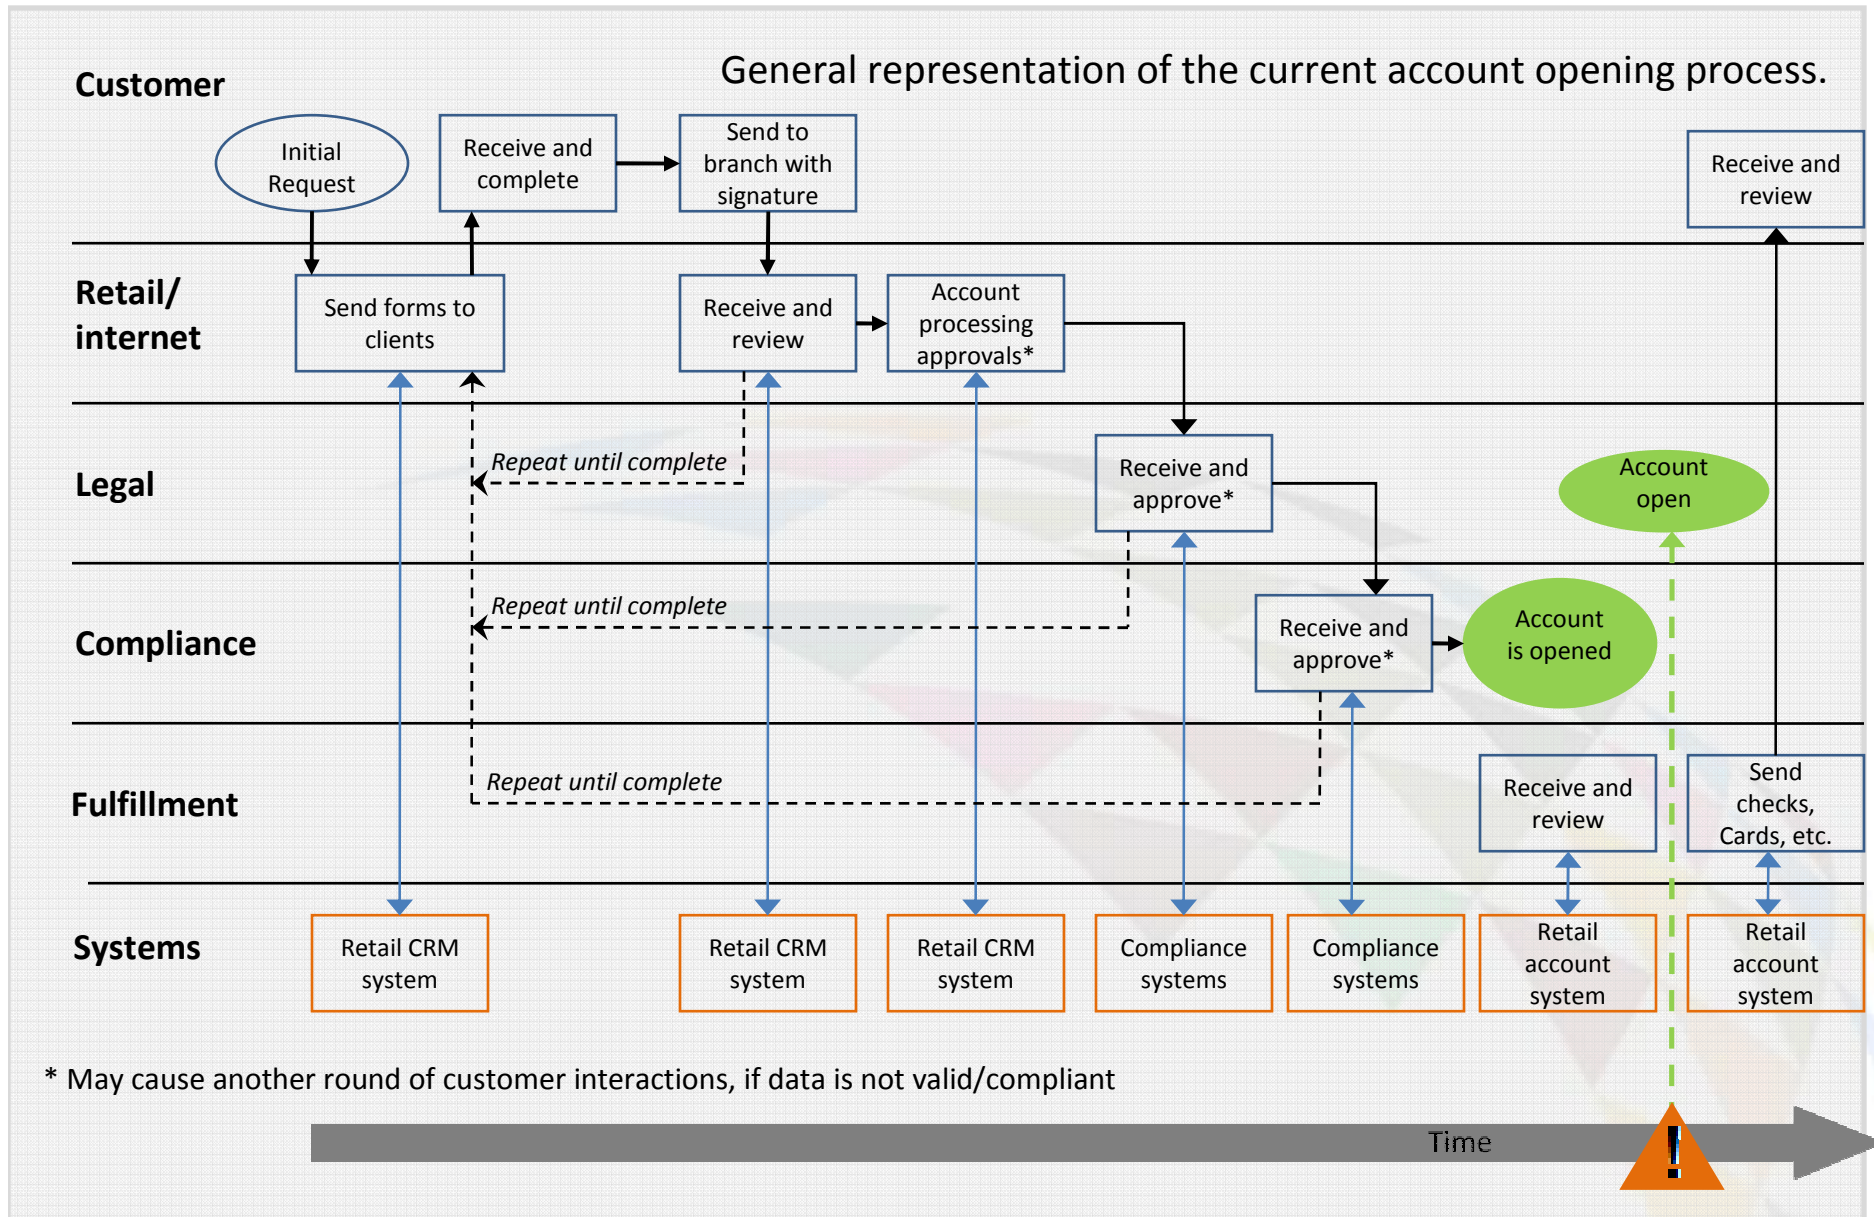 General representation of the current account opening process.
Customer
Initial
Request
Receive and
complete
Send to
branch with
signature
Receive and
review
Retail/
internet
Send forms to
clients
Receive and
review
Account
processing
approvals*
Legal
Repeat until complete
Receive and
approve*
Account
open
Compliance
Repeat until complete
Receive and
approve*
Account
is opened
Fulfillment
Repeat until complete
Receive and
review
Send
checks,
Cards, etc.
Systems
Retail CRM
system
Retail CRM
system
Retail CRM
system
Compliance
systems
Compliance
systems
Retail
account
system
Retail
account
system
* May cause another round of customer interactions, if data is not valid/compliant
Time
!